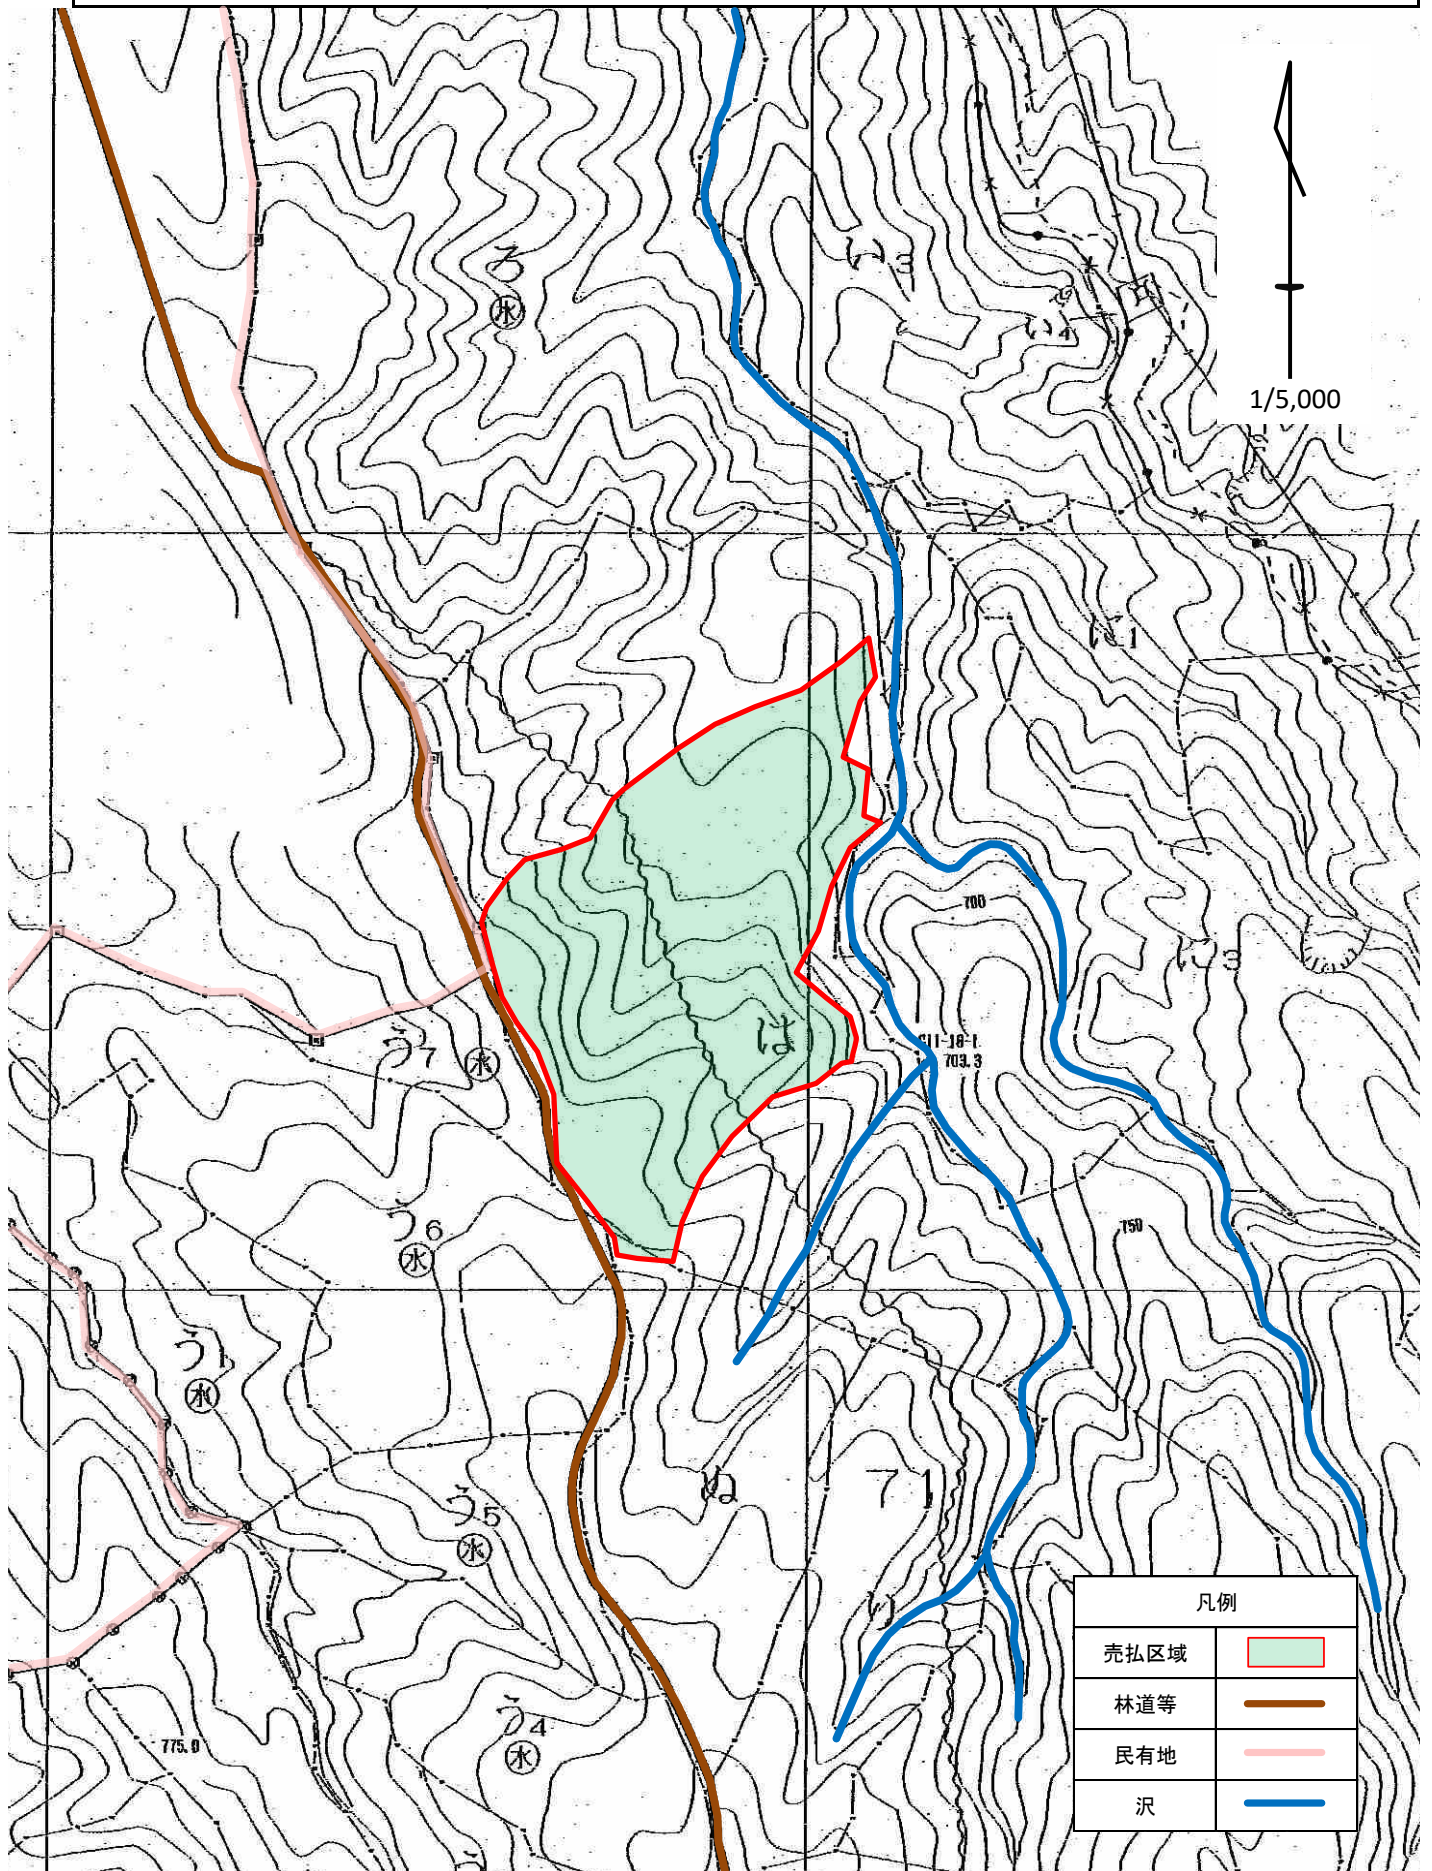 1/5,000
ろ
水
い3
い4
に1
700
に3
は
C11-18-1
703.3
う7
水
う6
水
750
う1
水
ぬ
71
う5
水
り
う4
水
775.0
凡例
売払区域
林道等
民有地
沢